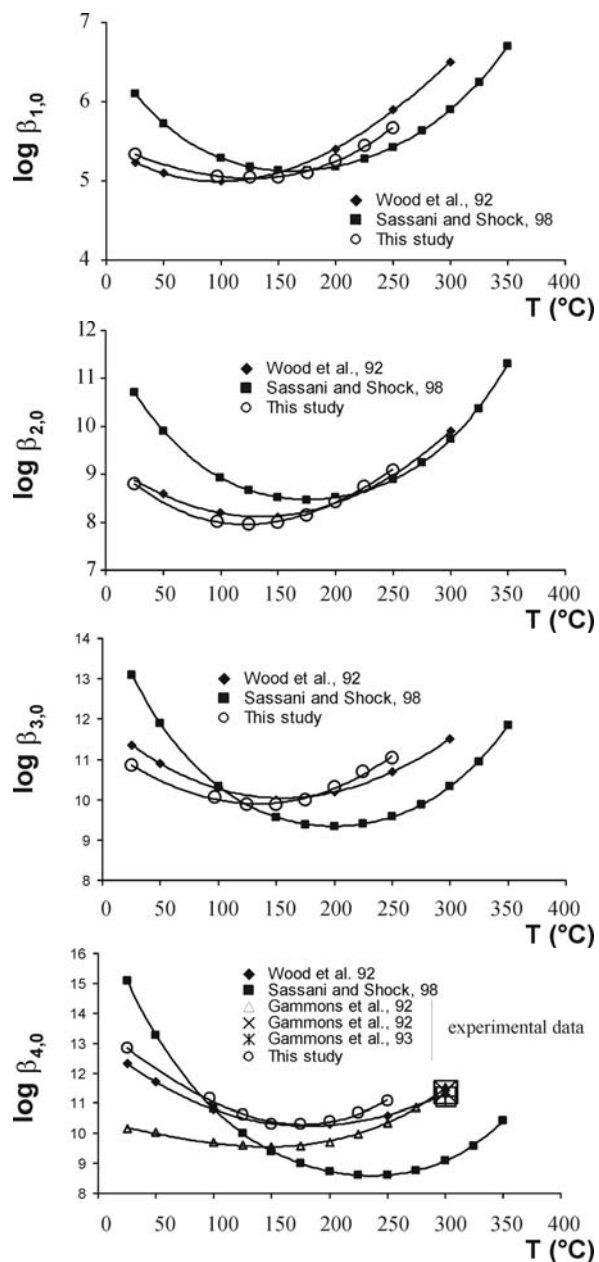 7
6
5
4
log β1,0
Wood et al., 92
Sassani and Shock, 98
This study
0 50 100 150 200 250 300 350 400
T (°C)
12
11
10
9
8
7
log β2,0
Wood et al., 92
Sassani and Shock, 98
This study
0 50 100 150 200 250 300 350 400
T (°C)
14
13
12
11
10
9
8
log β3,0
Wood et al., 92
Sassani and Shock, 98
This study
0 50 100 150 200 250 300 350 400
T (°C)
16
15
14
13
12
11
10
9
8
log β4,0
Wood et al. 92
Sassani and Shock, 98
Gammons et al., 92
Gammons et al., 92
Gammons et al., 93
This study
experimental data
0 50 100 150 200 250 300 350 400
T (°C)